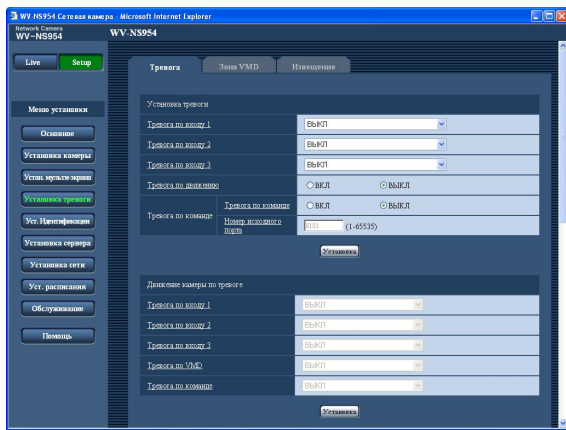 WV-NS954 Сетевая камера - Microsoft Internet Explorer
Network Camera
WV-NS954
WV-NS954
Live
Setup
Тревога
Зона VMD
Извещение
Меню установки
Основное
Установка камеры
Устан. мульти-экрана
Установка тревоги
Уст. Идентификации
Установка сервера
Установка сети
Уст. расписания
Обслуживание
Помощь
Установка тревоги
Тревога по входу 1
ВЫКЛ
Тревога по входу 2
ВЫКЛ
Тревога по входу 3
ВЫКЛ
Тревога по движению
ВКЛ
ВЫКЛ
Тревога по команде
Тревога по команде
ВКЛ
ВЫКЛ
Номер исходного
порта
8181
(1-65535)
Установка
Движение камеры по тревоге
Тревога по входу 1
ВЫКЛ
Тревога по входу 2
ВЫКЛ
Тревога по входу 3
ВЫКЛ
Тревога по VMD
ВЫКЛ
Тревога по команде
ВЫКЛ
Установка